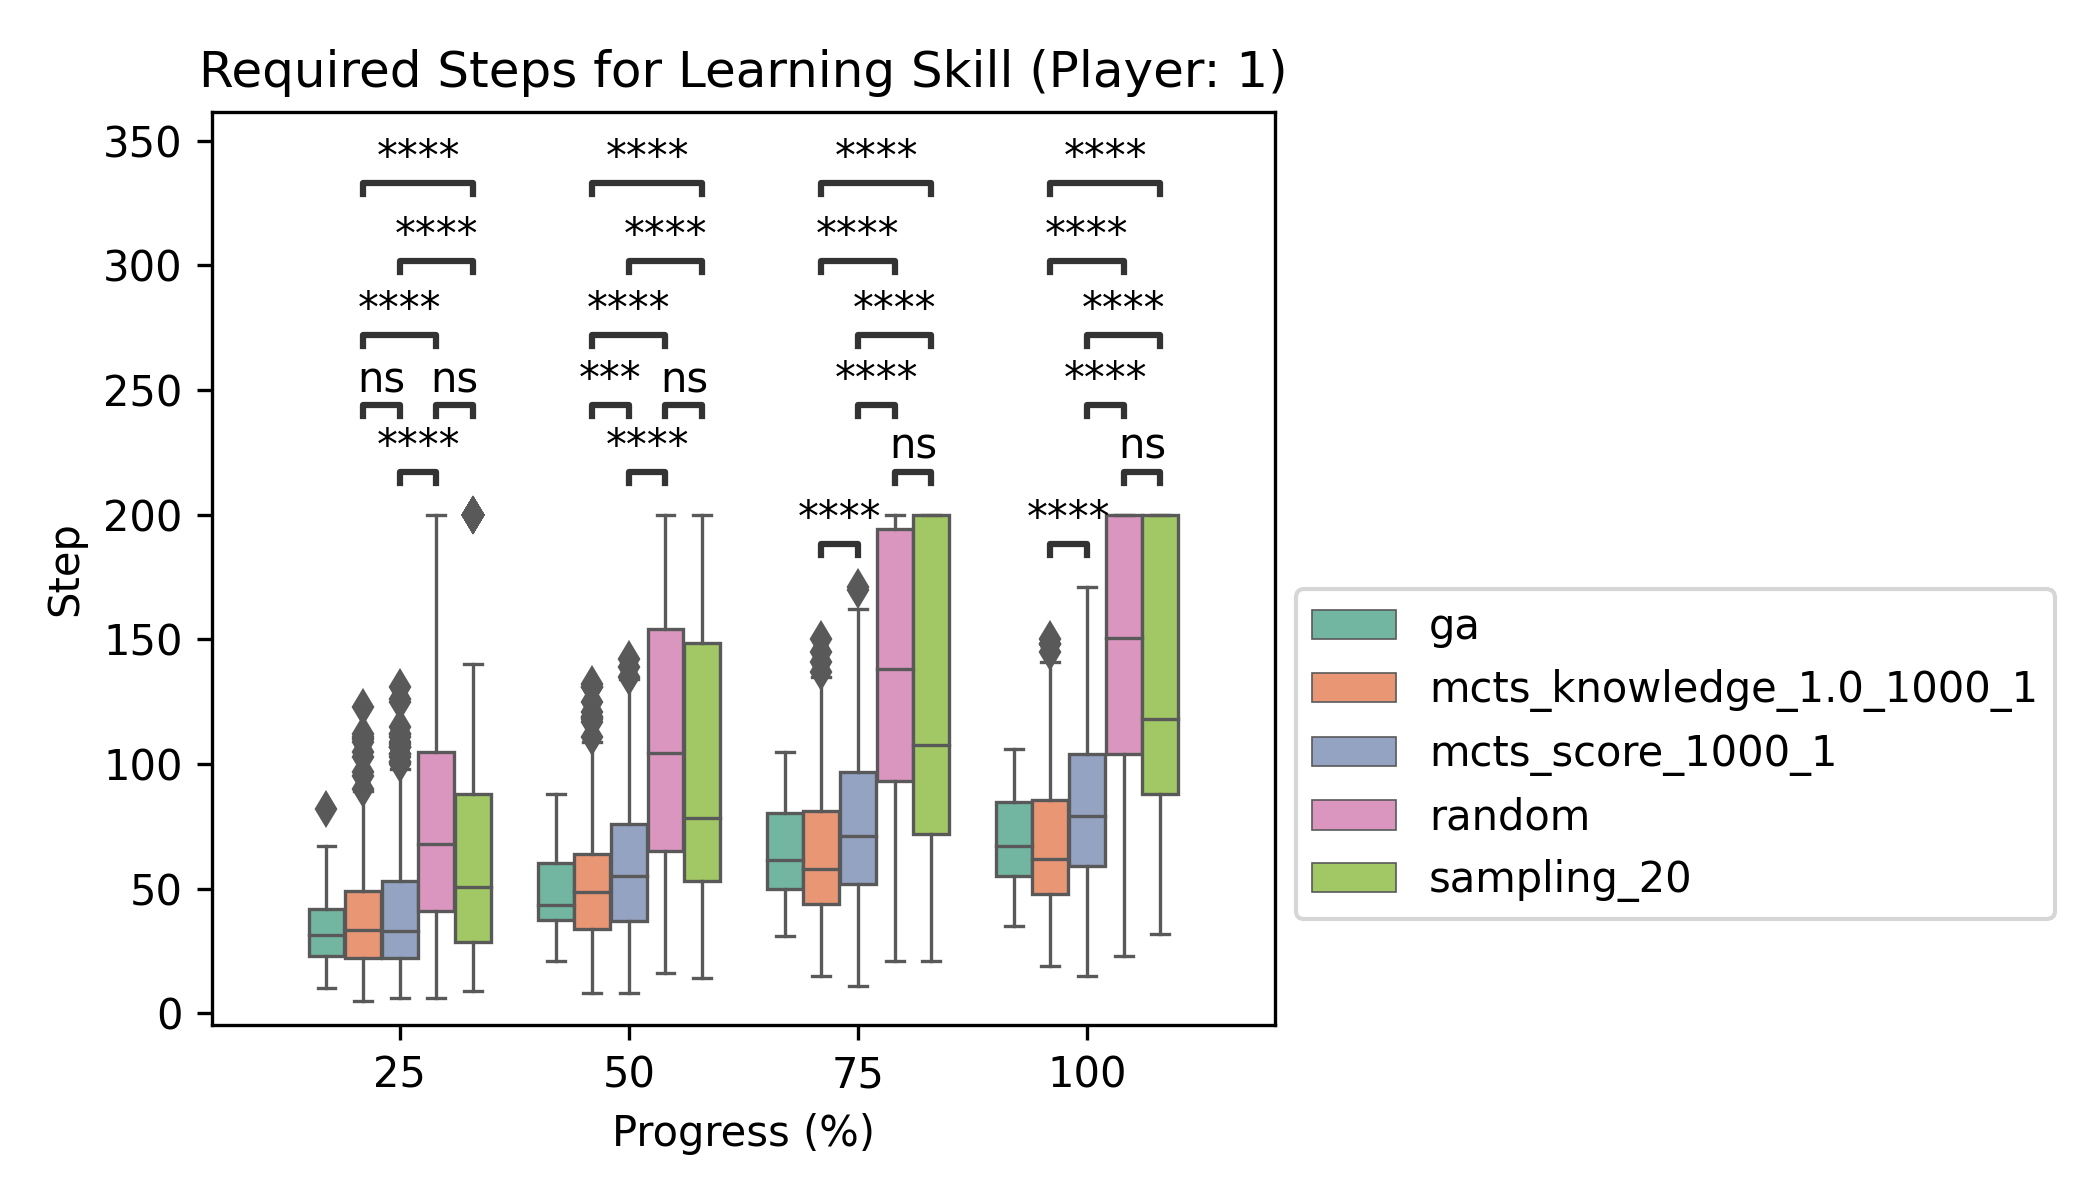 Required Steps for Learning Skill (Player: 1)
350
300
250
200
150
100
50
0
Step
**** **** **** ****
**** **** **** ****
**** **** **** ****
ns ns *** ns **** ****
**** **** ns ns
**** ****
25 50 75 100
Progress (%)
ga
mcts_knowledge_1.0_1000_1
mcts_score_1000_1
random
sampling_20